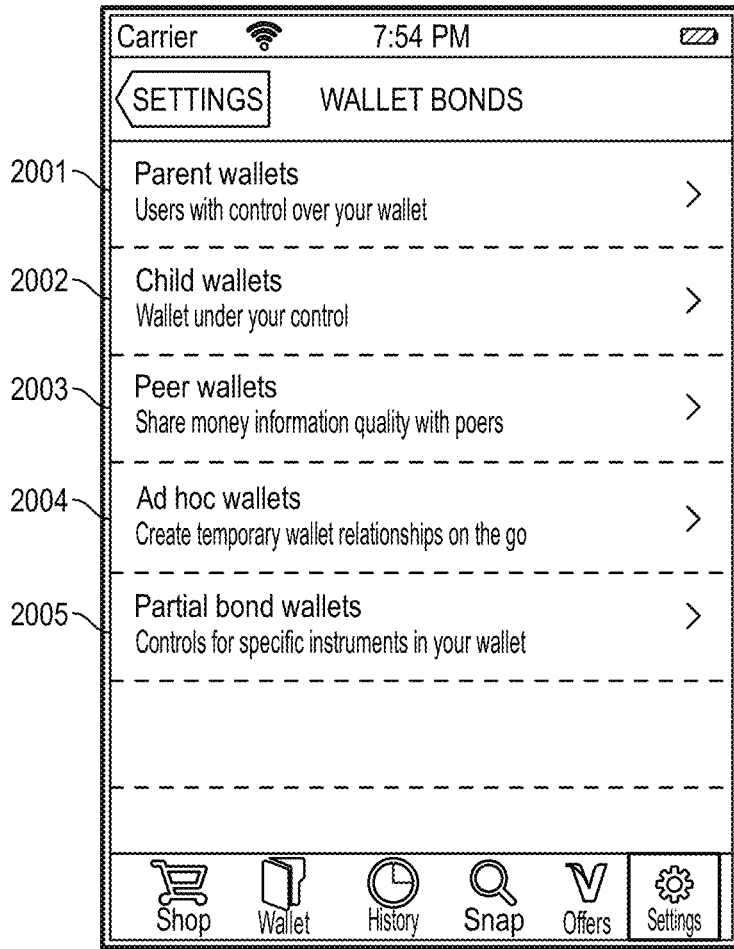 Carrier 7:54 PM
SETTINGS WALLET BONDS
2001 Parent wallets
Users with control over your wallet
2002 Child wallets
Wallet under your control
2003 Peer wallets
Share money information quality with poers
2004 Ad hoc wallets
Create temporary wallet relationships on the go
2005 Partial bond wallets
Controls for specific instruments in your wallet
Shop Wallet History Snap Offers Settings